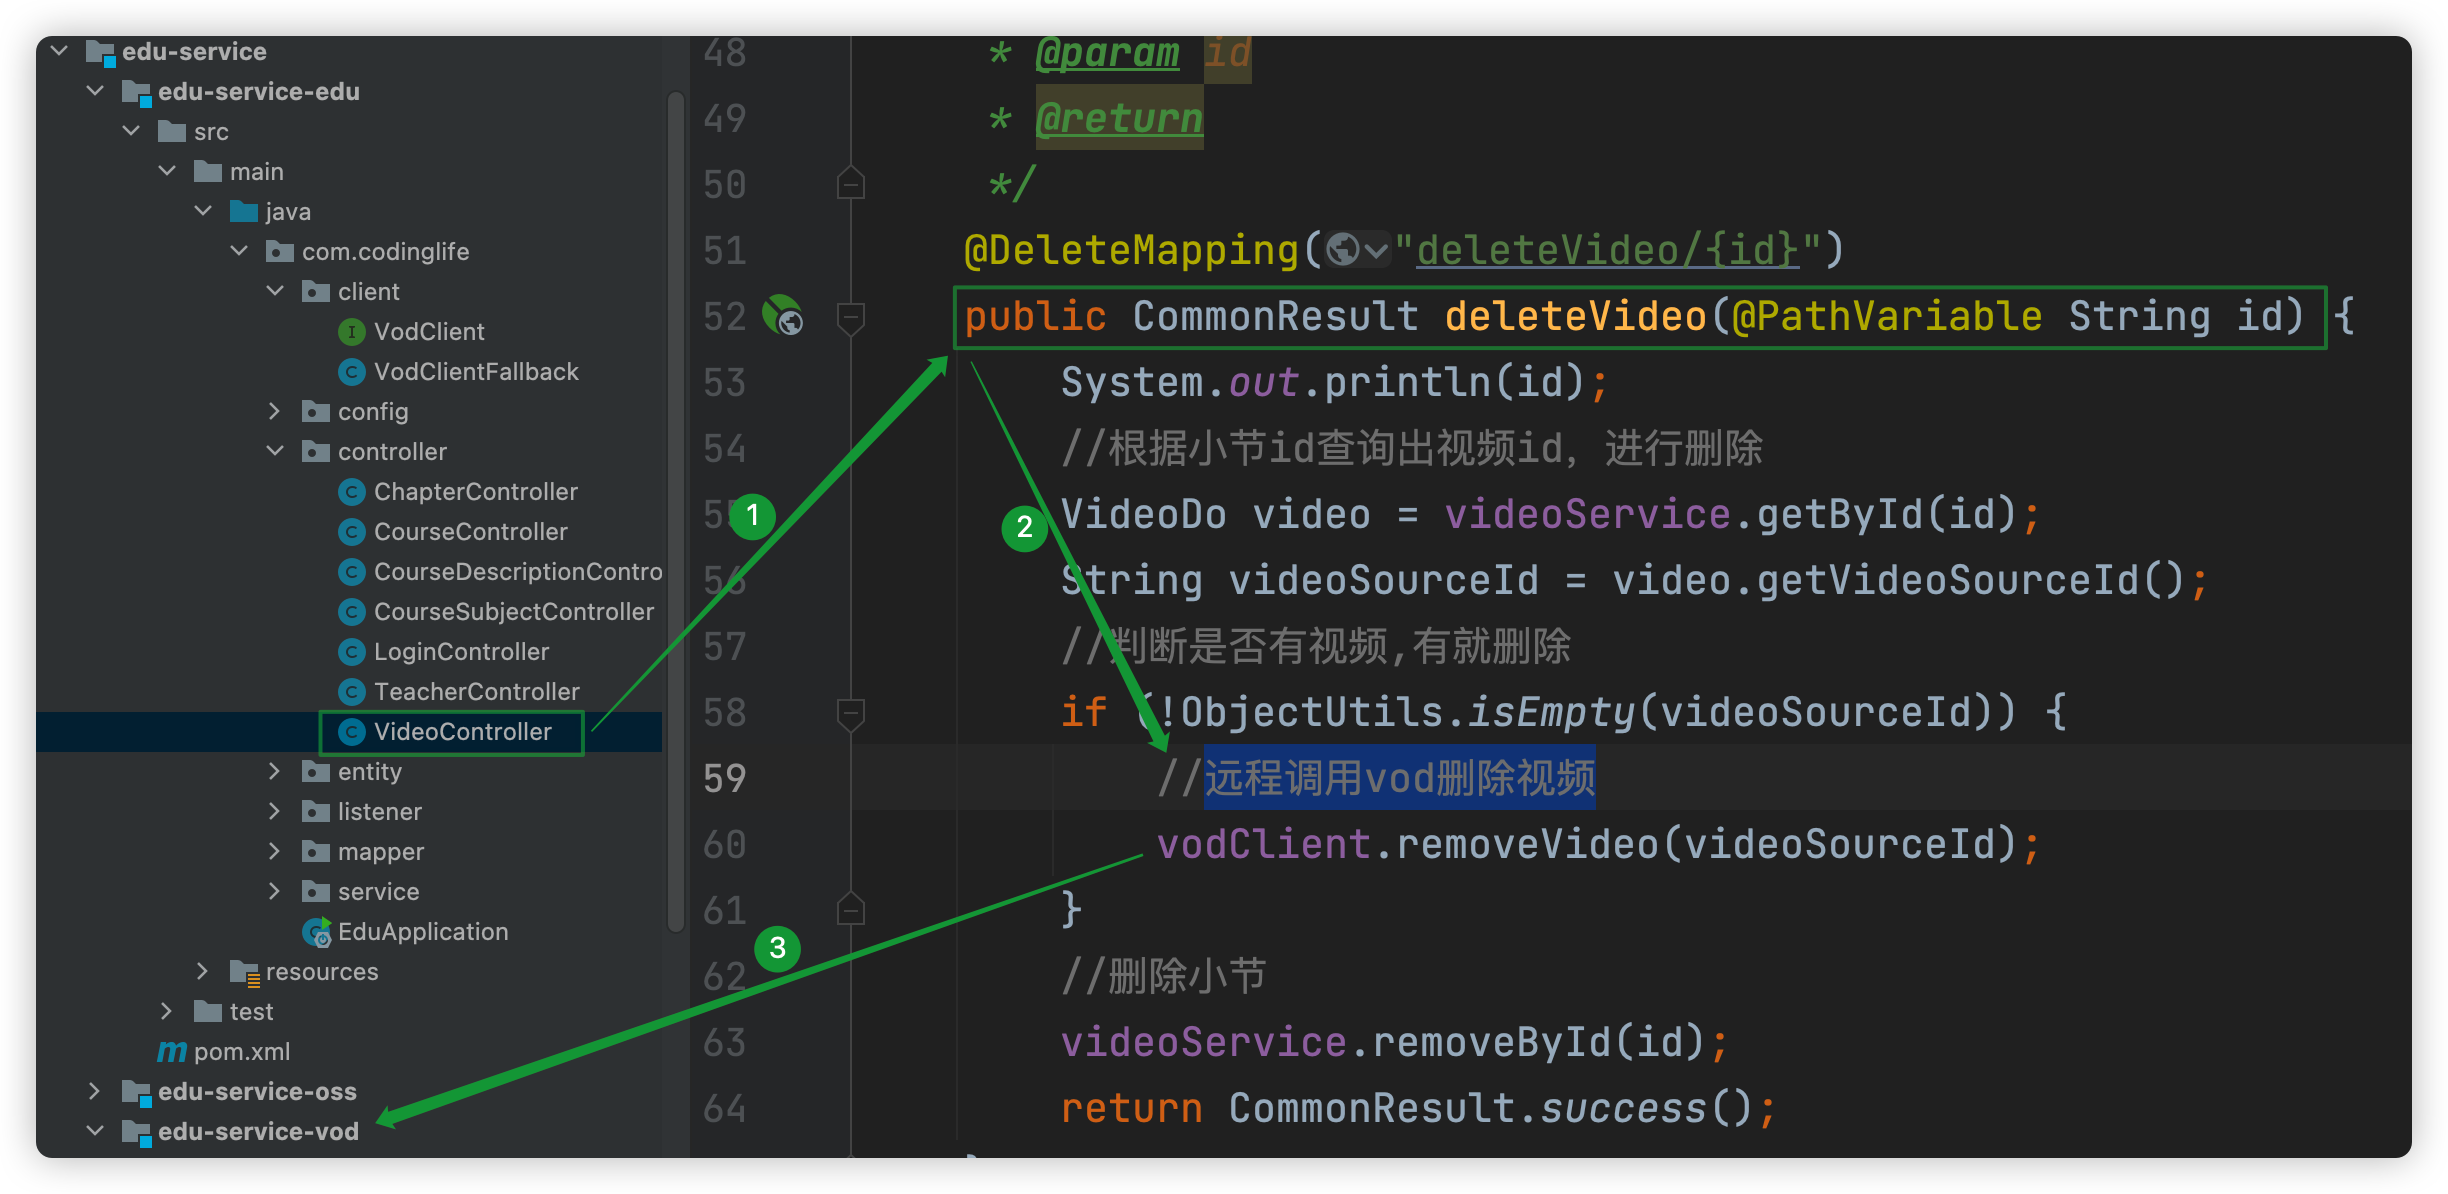 edu-service
edu-service-edu
src
main
java
com.codinglife
client
VodClient
VodClientFallback
config
controller
ChapterController
CourseController
CourseDescriptionContro
CourseSubjectController
LoginController
TeacherController
VideoController
entity
listener
mapper
service
EduApplication
resources
test
pom.xml
edu-service-oss
edu-service-vod
48 * @param id
49 * @return
50 */
51 @DeleteMapping("deleteVideo/{id}")
52 public CommonResult deleteVideo(@PathVariable String id) {
53 System.out.println(id);
54 //根据小节id查询出视频id，进行删除
55 VideoDo video = videoService.getById(id);
56 String videoSourceId = video.getVideoSourceId();
57 //判断是否有视频,有就删除
58 if (!ObjectUtils.isEmpty(videoSourceId)) {
59 //远程调用vod删除视频
60 vodClient.removeVideo(videoSourceId);
61 }
62 //删除小节
63 videoService.removeById(id);
64 return CommonResult.success();
1
2
3